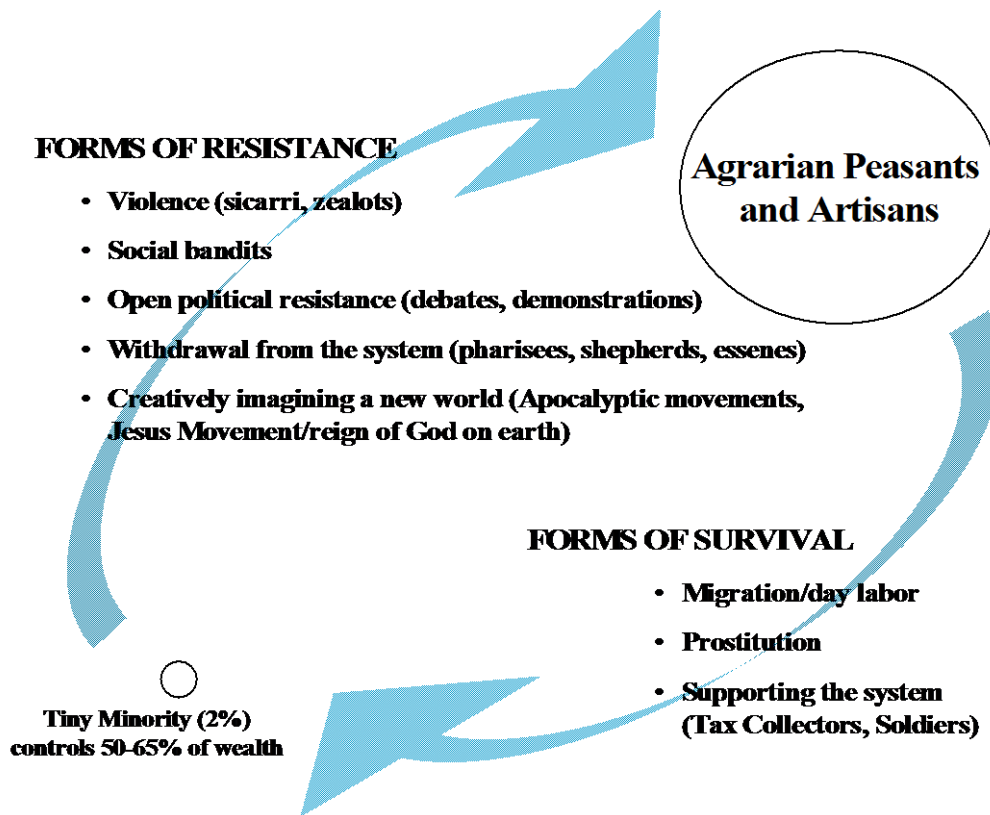 FORMS OF RESISTANCE
• Violence (sicarri, zealots)
• Social bandits
• Open political resistance (debates, demonstrations)
• Withdrawal from the system (pharisees, shepherds, essenes)
• Creatively imagining a new world (Apocalyptic movements,
Jesus Movement/reign of God on earth)
Agrarian Peasants
and Artisans
FORMS OF SURVIVAL
• Migration/day labor
• Prostitution
• Supporting the system
(Tax Collectors, Soldiers)
Tiny Minority (2%)
controls 50-65% of wealth